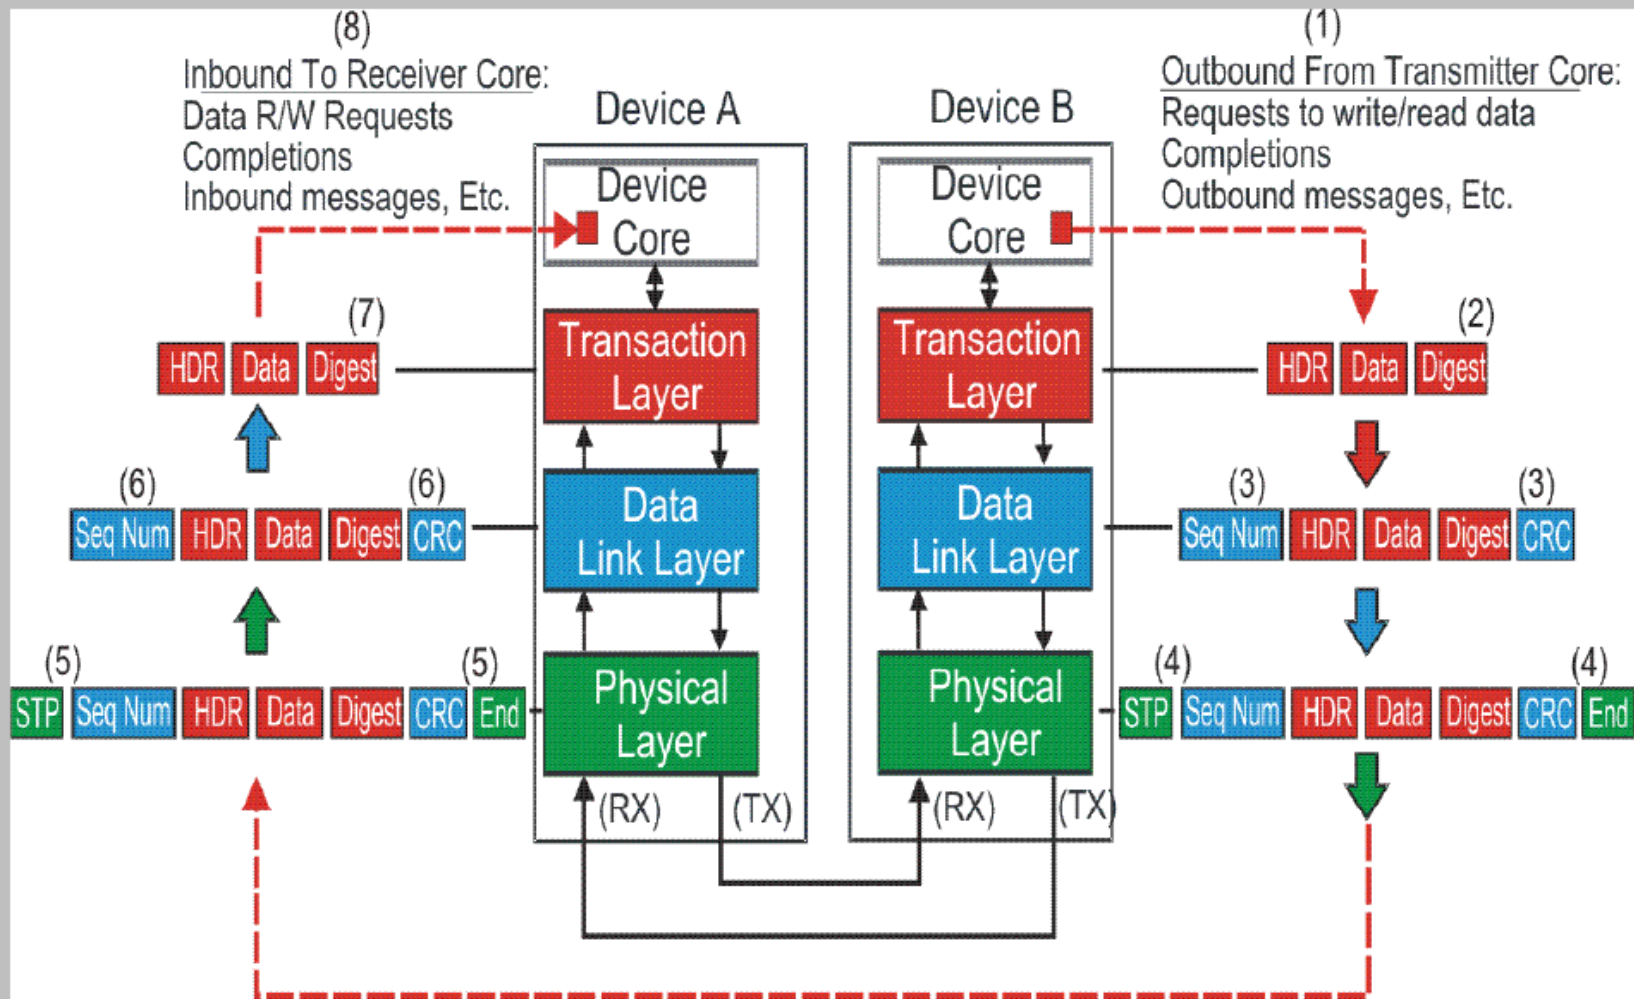 (8)
Inbound To Receiver Core:
Data R/W Requests
Completions
Inbound messages, Etc.
(1)
Outbound From Transmitter Core:
Requests to write/read data
Completions
Outbound messages, Etc.
Device A
Device B
Device
Core
Device
Core
(7)
HDR Data Digest
Transaction
Layer
Transaction
Layer
(2)
HDR Data Digest
(6) (6)
Seq Num HDR Data Digest CRC
Data
Link Layer
Data
Link Layer
(3) (3)
Seq Num HDR Data Digest CRC
(5) (5)
STP Seq Num HDR Data Digest CRC End
Physical
Layer
Physical
Layer
(4) (4)
STP Seq Num HDR Data Digest CRC End
(RX) (TX)
(RX) (TX)